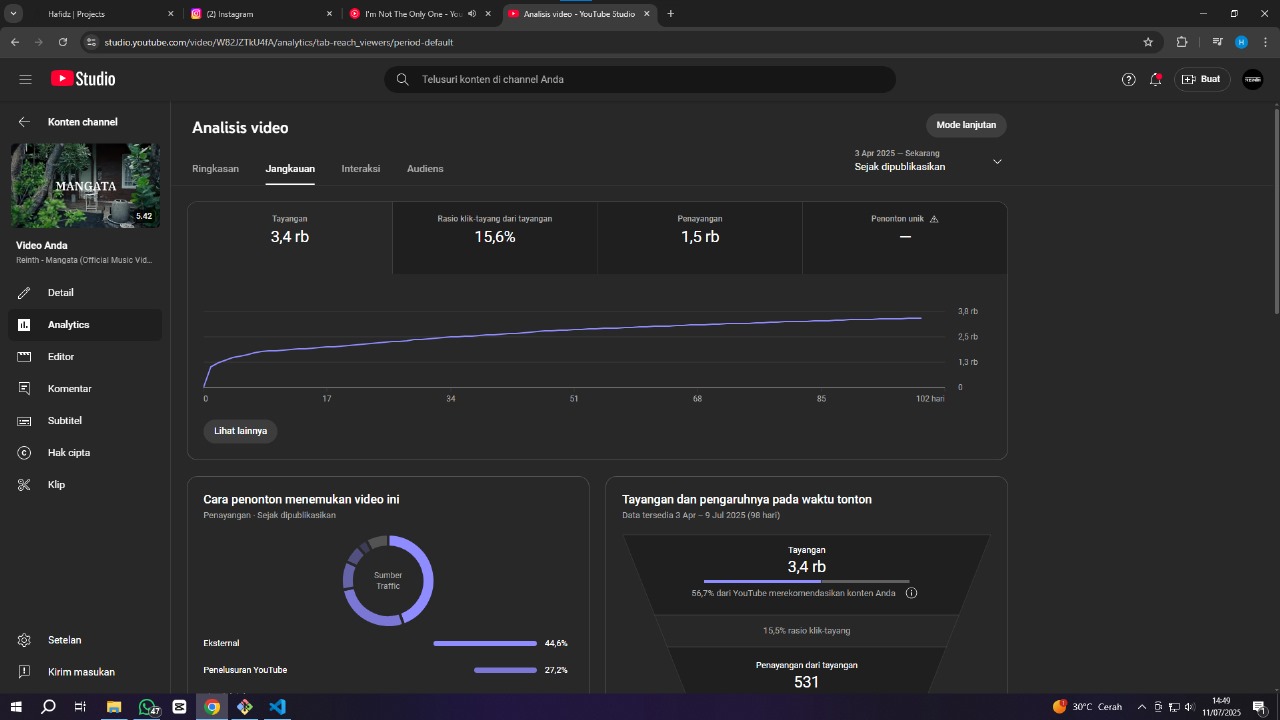 Hafidz | Projects
(2) Instagram
I'm Not The Only One - You
Analisis video - YouTube Studio
studio.youtube.com/video/W82JZTkU4fA/analytics/tab-reach_viewers/period-default
Studio
Telusuri konten di channel Anda
Buat
Konten channel
MANGATA
5.42
Video Anda
Reinth - Mangata (Official Music Vid...
Detail
Analytics
Editor
Komentar
Subtitel
Hak cipta
Klip
Setelan
Kirim masukan
Analisis video
Mode lanjutan
Ringkasan
Jangkauan
Interaksi
Audiens
3 Apr 2025 – Sekarang
Sejak dipublikasikan
Tayangan
3,4 rb
Rasio klik-tayang dari tayangan
15,6%
Penayangan
1,5 rb
Penonton unik
—
3,8 rb
2,5 rb
1,3 rb
0
0 17 34 51 68 85 102 hari
Lihat lainnya
Cara penonton menemukan video ini
Penayangan · Sejak dipublikasikan
Sumber
Traffic
Eksternal 44,6%
Penelusuran YouTube 27,2%
Tayangan dan pengaruhnya pada waktu tonton
Data tersedia 3 Apr – 9 Jul 2025 (98 hari)
Tayangan
3,4 rb
56,7% dari YouTube merekomendasikan konten Anda
15,5% rasio klik-tayang
Penayangan dari tayangan
531
47
30°C Cerah
14:49
11/07/2025
1